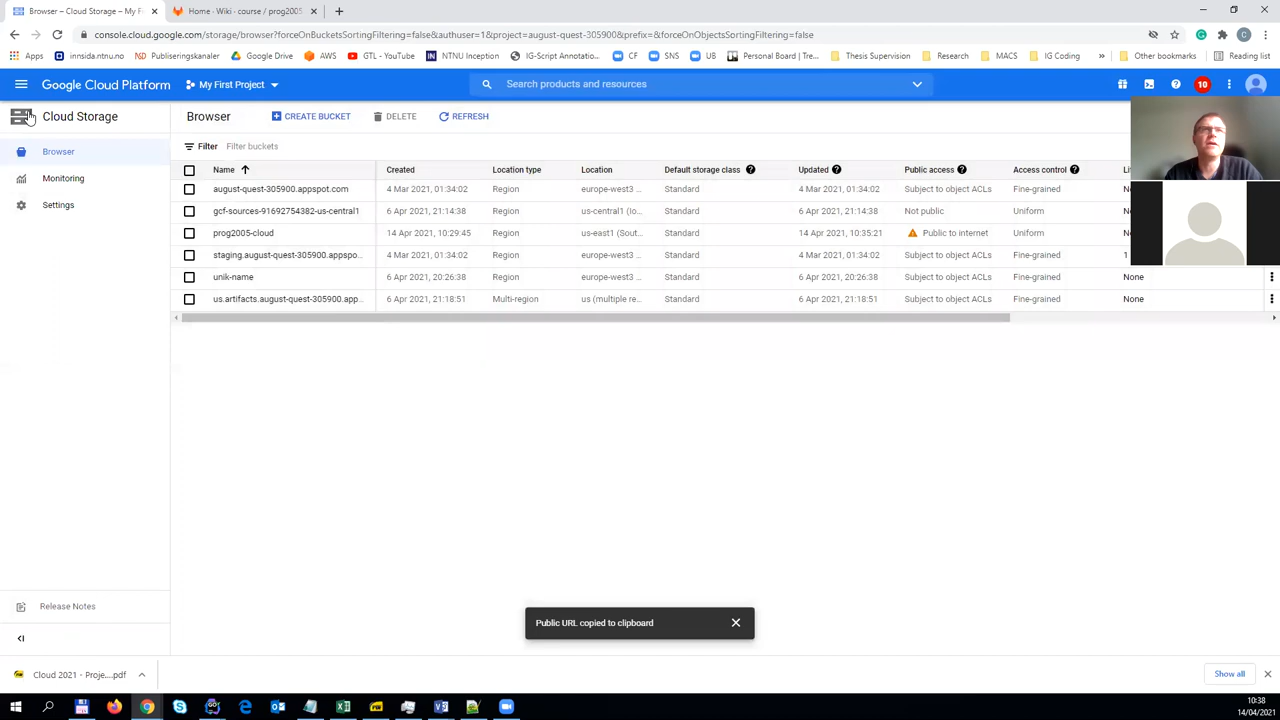 Browser – Cloud Storage – My F
Home · Wiki · course / prog2005
console.cloud.google.com/storage/browser?forceOnBucketsSortingFiltering=false&authuser=1&project=august-quest-305900&prefix=&forceOnObjectsSortingFiltering=false
Apps innsida.ntnu.no Publiseringskanaler Google Drive AWS GTL - YouTube NTNU Inception IG-Script Annotatio... CF SNS UB Personal Board | Tre... Thesis Supervision Research MACS IG Coding » Other bookmarks Reading list
Google Cloud Platform My First Project Search products and resources 10
Cloud Storage Browser CREATE BUCKET DELETE REFRESH
Browser
Monitoring
Settings
Filter Filter buckets
Name Created Location type Location Default storage class Updated Public access Access control
august-quest-305900.appspot.com 4 Mar 2021, 01:34:02 Region europe-west3 ... Standard 4 Mar 2021, 01:34:02 Subject to object ACLs Fine-grained
gcf-sources-91692754382-us-central1 6 Apr 2021, 21:14:38 Region us-central1 (Io... Standard 6 Apr 2021, 21:14:38 Not public Uniform
prog2005-cloud 14 Apr 2021, 10:29:45 Region us-east1 (Sout... Standard 14 Apr 2021, 10:35:21 Public to internet Uniform
staging.august-quest-305900.appspo... 4 Mar 2021, 01:34:02 Region europe-west3 ... Standard 4 Mar 2021, 01:34:02 Subject to object ACLs Fine-grained 1
unik-name 6 Apr 2021, 20:26:38 Region europe-west3 ... Standard 6 Apr 2021, 20:26:38 Subject to object ACLs Fine-grained None
us.artifacts.august-quest-305900.app... 6 Apr 2021, 21:18:51 Multi-region us (multiple re... Standard 6 Apr 2021, 21:18:51 Subject to object ACLs Fine-grained None
Release Notes
Public URL copied to clipboard
Cloud 2021 - Proje....pdf
Show all
10:38
14/04/2021